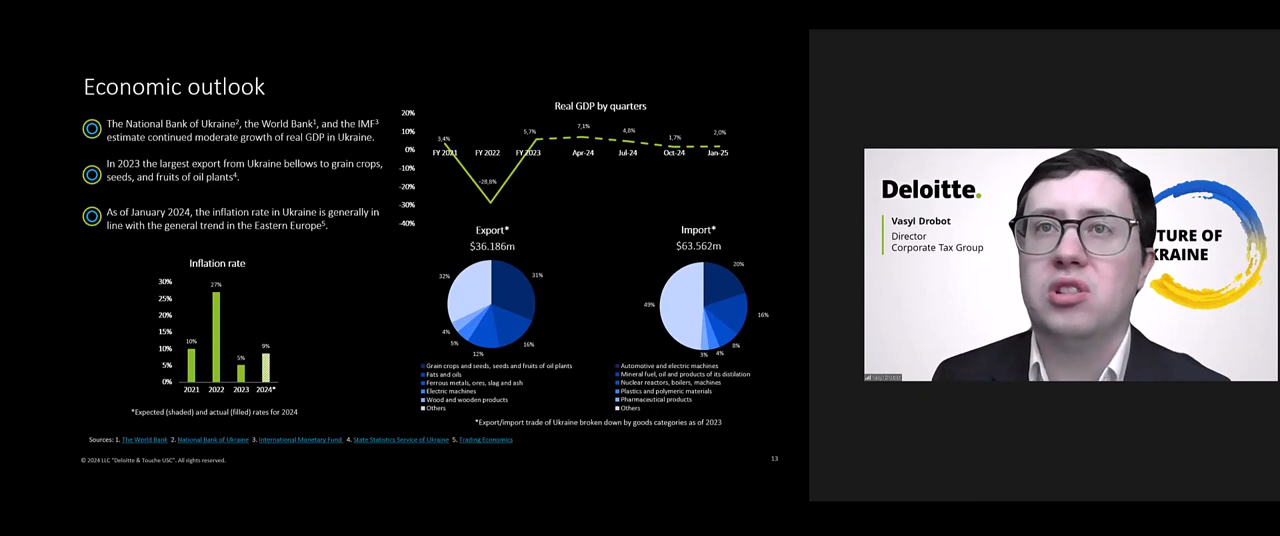 Economic outlook
The National Bank of Ukraine², the World Bank¹, and the IMF³
estimate continued moderate growth of real GDP in Ukraine.
In 2023 the largest export from Ukraine bellows to grain crops,
seeds, and fruits of oil plants⁴.
As of January 2024, the inflation rate in Ukraine is generally in
line with the general trend in the Eastern Europe⁵.
Inflation rate
30%
25%
20%
15%
10%
5%
0%
10%
27%
5%
9%
2021 2022 2023 2024*
*Expected (shaded) and actual (filled) rates for 2024
Real GDP by quarters
20%
10%
0%
-10%
-20%
-30%
-40%
3,4%
-28,8%
5,7%
7,1%
4,8%
1,7%
2,0%
FY 2021 FY 2022 FY 2023 Apr-24 Jul-24 Oct-24 Jan-25
Export*
$36.186m
31%
16%
12%
5%
4%
32%
Grain crops and seeds, seeds and fruits of oil plants
Fats and oils
Ferrous metals, ores, slag and ash
Electric machines
Wood and wooden products
Others
Import*
$63.562m
20%
16%
8%
4%
3%
49%
Automotive and electric machines
Mineral fuel, oil and products of its distilation
Nuclear reactors, boilers, machines
Plastics and polymeric materials
Pharmaceutical products
Others
*Export/import trade of Ukraine broken down by goods categories as of 2023
Sources: 1. The World Bank 2. National Bank of Ukraine 3. International Monetary Fund 4. State Statistics Service of Ukraine 5. Trading Economics
© 2024 LLC "Deloitte & Touche USC". All rights reserved.
13
Deloitte.
Vasyl Drobot
Director
Corporate Tax Group
TURE OF
KRAINE